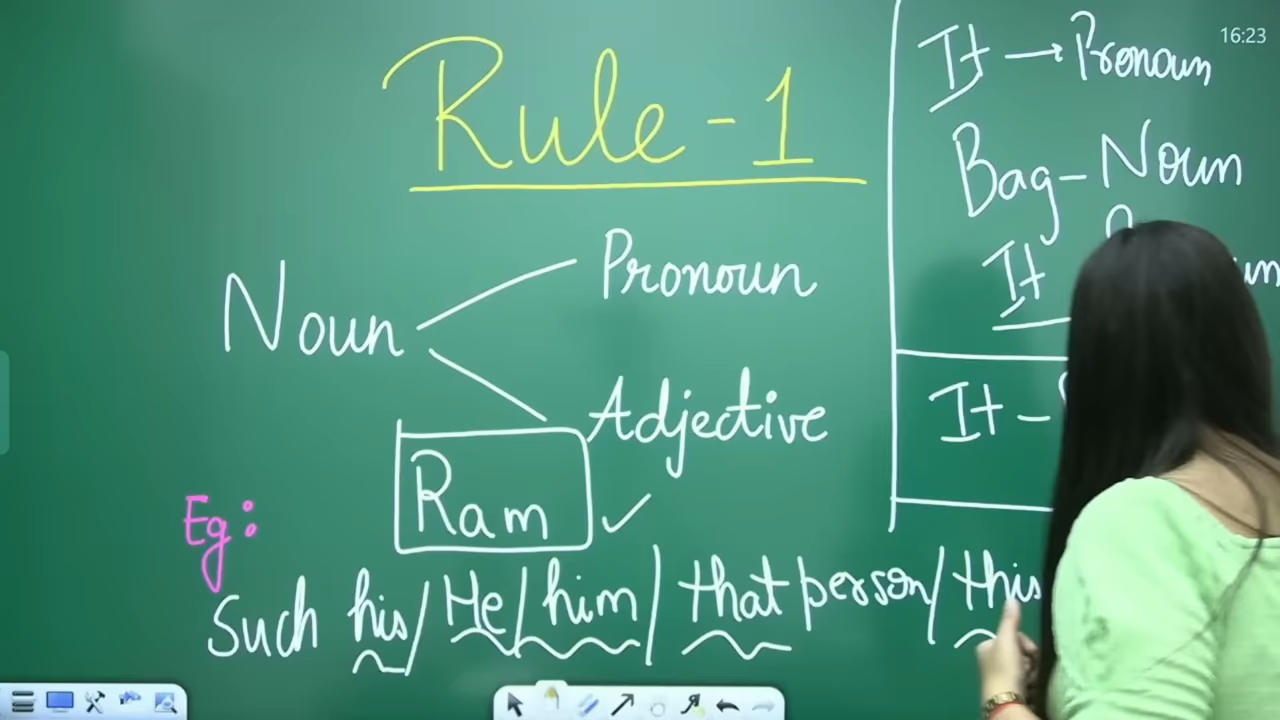 Rule-1
Noun
Pronoun
Adjective
Ram
Eg:
Such his/He/him/that person/this
It → Pronoun
Bag-Noun
It
It-
16:23